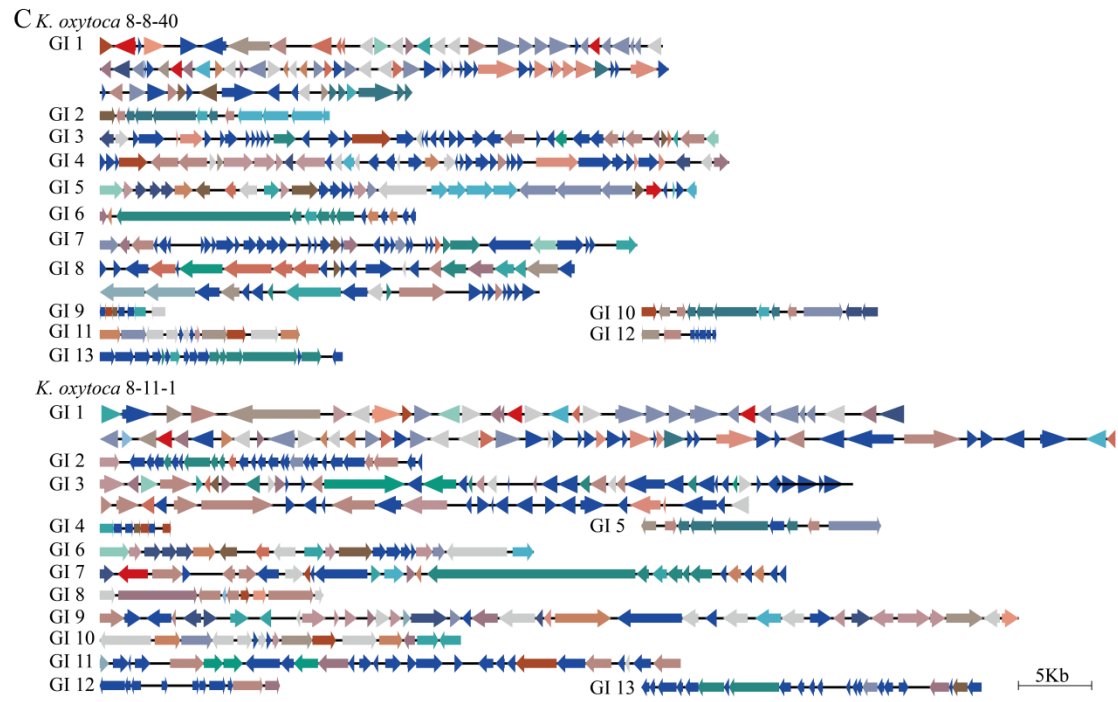 C K. oxytoca 8-8-40
GI 1
GI 2
GI 3
GI 4
GI 5
GI 6
GI 7
GI 8
GI 9 GI 10
GI 11 GI 12
GI 13
K. oxytoca 8-11-1
GI 1
GI 2
GI 3
GI 4 GI 5
GI 6
GI 7
GI 8
GI 9
GI 10
GI 11
GI 12 GI 13 5Kb